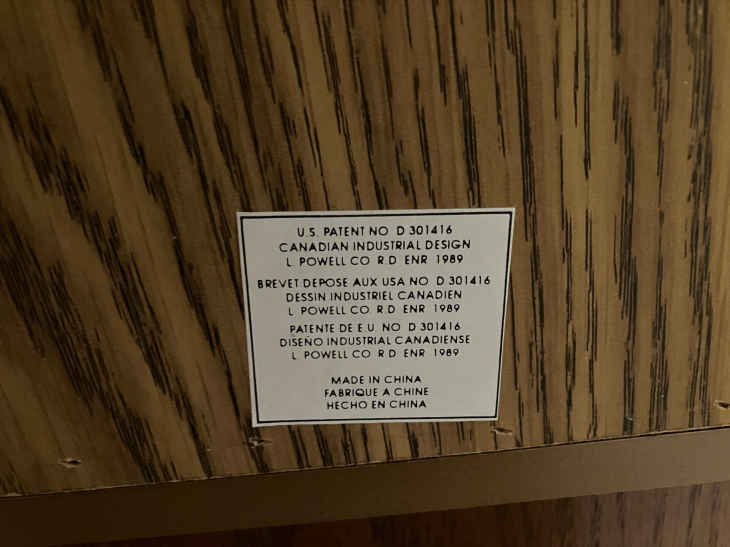 U.S. PATENT NO D 301416
CANADIAN INDUSTRIAL DESIGN
L POWELL CO R.D ENR 1989
BREVET DEPOSE AUX USA NO D 301416
DESSIN INDUSTRIEL CANADIEN
L POWELL CO R.D ENR 1989
PATENTE DE E.U. NO D 301416
DISEÑO INDUSTRIAL CANADIENSE
L POWELL CO R.D ENR 1989
MADE IN CHINA
FABRIQUE A CHINE
HECHO EN CHINA